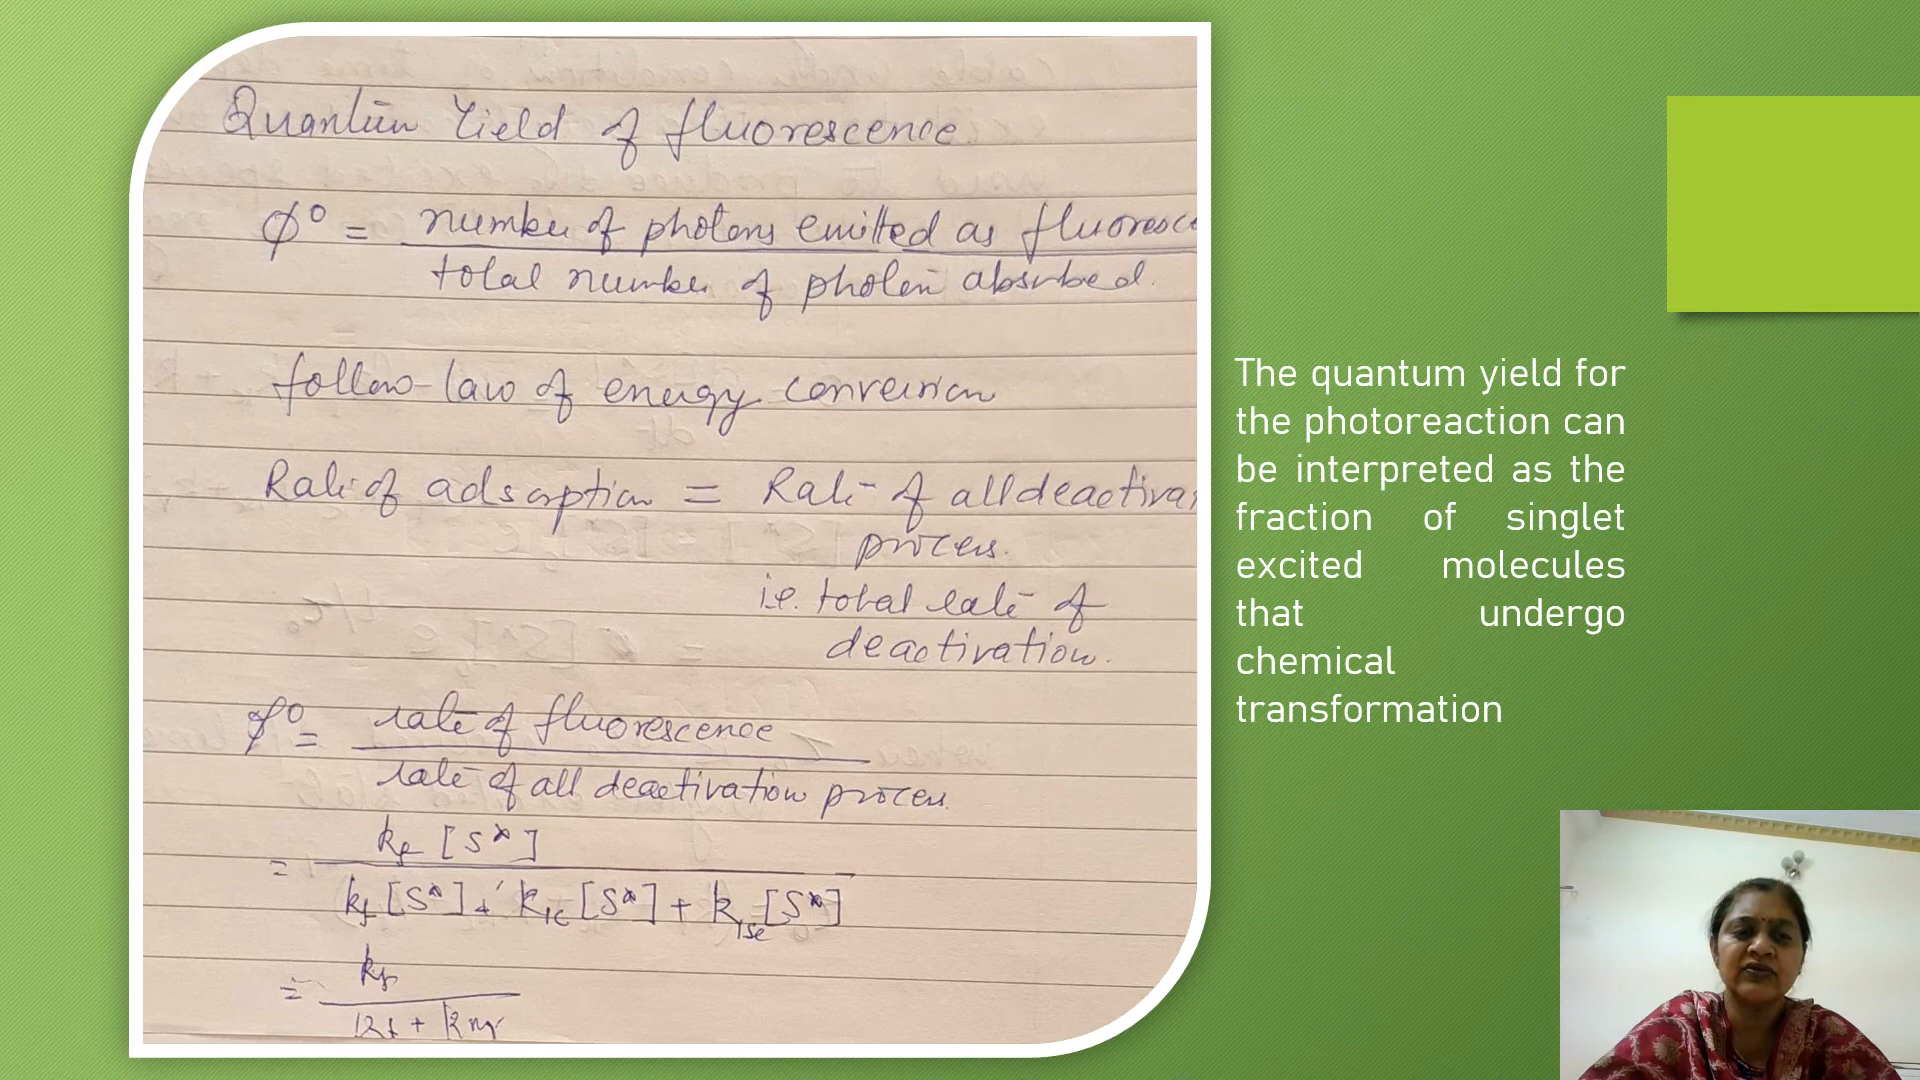 Quantum Yield of fluorescence
φ° = number of photons emitted as fluoresce
total number of photon absorbed.
follow law of energy conversion
Rate of adsorption = Rate of all deactivat
process.
i.e. total rate of
deactivation.
φ° = rate of fluorescence
rate of all deactivation process.
= kf [S*]
kf [S*] + kIC [S*] + kISC [S*]
= kf
kf + knr
The quantum yield for
the photoreaction can
be interpreted as the
fraction of singlet
excited molecules
that undergo
chemical
transformation